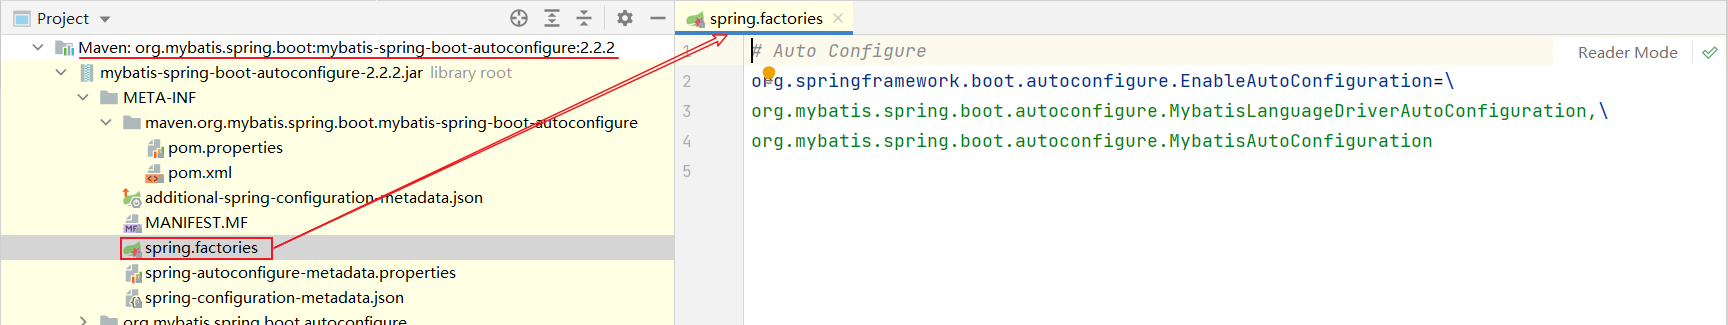 Project
Maven: org.mybatis.spring.boot:mybatis-spring-boot-autoconfigure:2.2.2
mybatis-spring-boot-autoconfigure-2.2.2.jar library root
META-INF
maven.org.mybatis.spring.boot.mybatis-spring-boot-autoconfigure
pom.properties
pom.xml
additional-spring-configuration-metadata.json
MANIFEST.MF
spring.factories
spring-autoconfigure-metadata.properties
spring-configuration-metadata.json
org.mybatis.spring.boot.autoconfigure
spring.factories
Reader Mode
1 # Auto Configure
2 org.springframework.boot.autoconfigure.EnableAutoConfiguration=\
3 org.mybatis.spring.boot.autoconfigure.MybatisLanguageDriverAutoConfiguration,\
4 org.mybatis.spring.boot.autoconfigure.MybatisAutoConfiguration
5